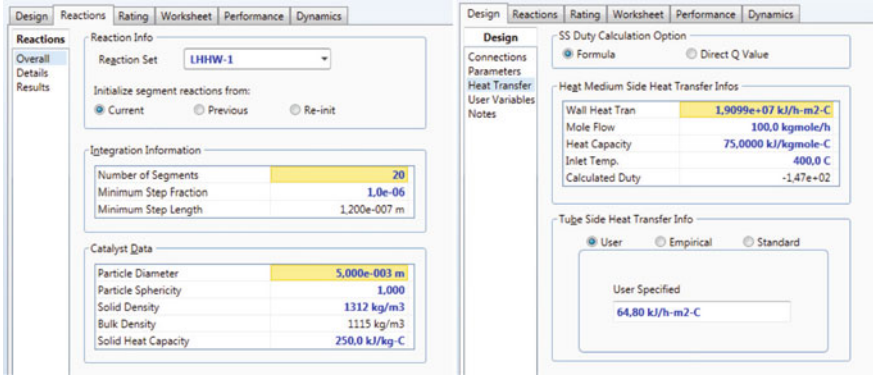 Design Reactions Rating Worksheet Performance Dynamics
Reactions
Overall
Details
Results
Reaction Info
Reaction Set LHHW-1
Initialize segment reactions from:
Current Previous Re-init
Integration Information
Number of Segments 20
Minimum Step Fraction 1,0e-06
Minimum Step Length 1,200e-007 m
Catalyst Data
Particle Diameter 5,000e-003 m
Particle Sphericity 1,000
Solid Density 1312 kg/m3
Bulk Density 1115 kg/m3
Solid Heat Capacity 250,0 kJ/kg-C
Design Reactions Rating Worksheet Performance Dynamics
Design
Connections
Parameters
Heat Transfer
User Variables
Notes
SS Duty Calculation Option
Formula Direct Q Value
Heat Medium Side Heat Transfer Infos
Wall Heat Tran 1,9099e+07 kJ/h-m2-C
Mole Flow 100,0 kgmole/h
Heat Capacity 75,0000 kJ/kgmole-C
Inlet Temp. 400,0 C
Calculated Duty -1,47e+02
Tube Side Heat Transfer Info
User Empirical Standard
User Specified
64,80 kJ/h-m2-C